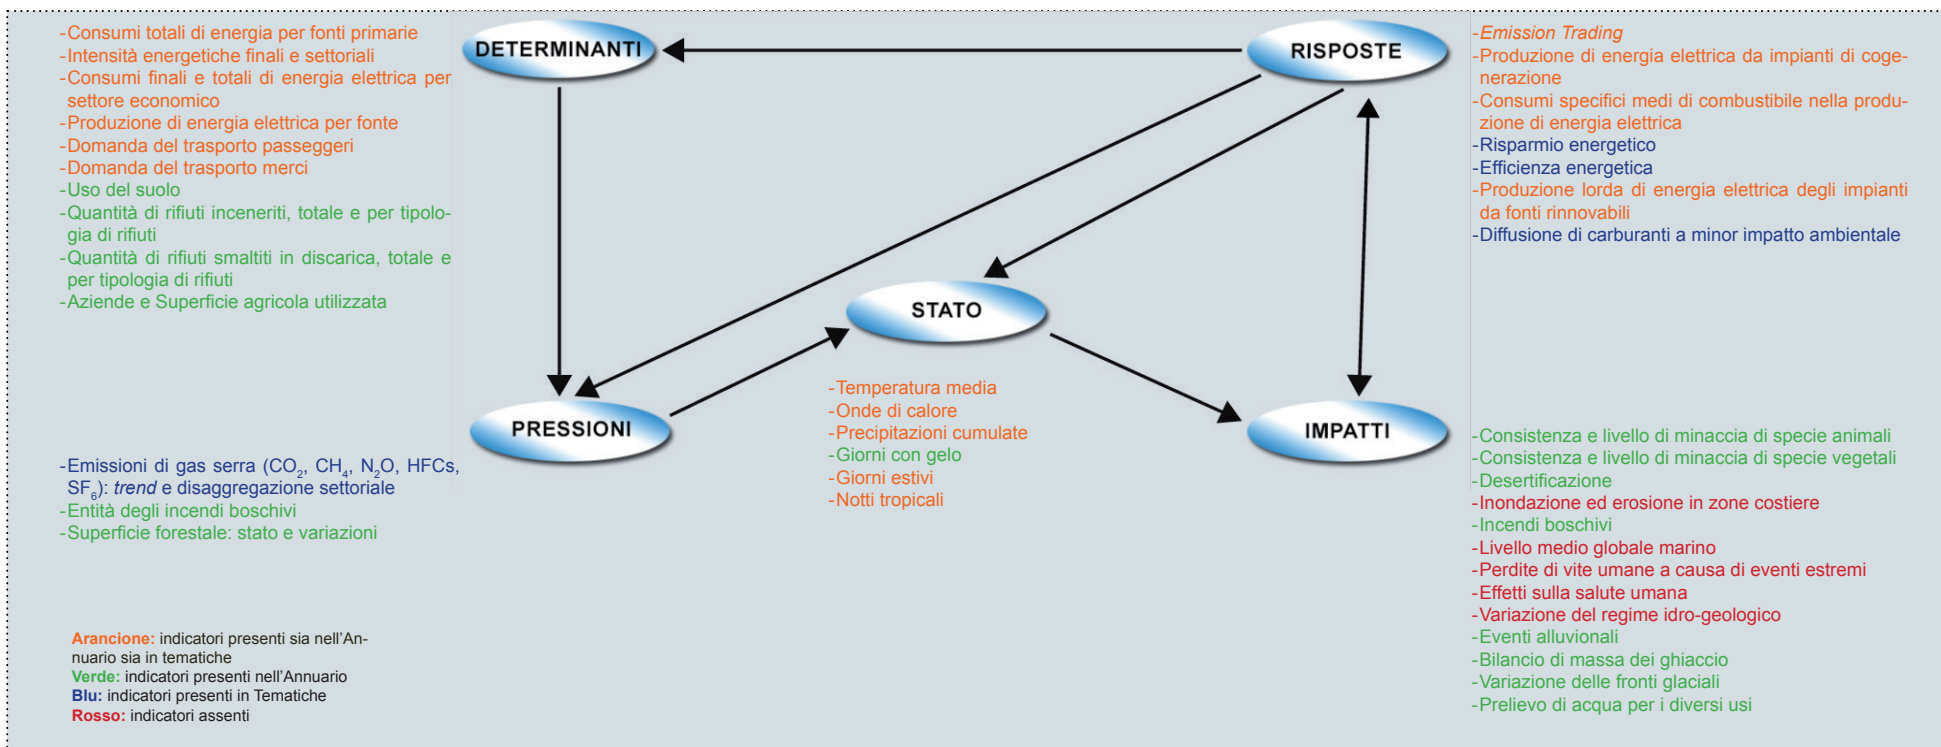 -Consumi totali di energia per fonti primarie
-Intensità energetiche finali e settoriali
-Consumi finali e totali di energia elettrica per
settore economico
-Produzione di energia elettrica per fonte
-Domanda del trasporto passeggeri
-Domanda del trasporto merci
-Uso del suolo
-Quantità di rifiuti inceneriti, totale e per tipolo-
gia di rifiuti
-Quantità di rifiuti smaltiti in discarica, totale e
per tipologia di rifiuti
-Aziende e Superficie agricola utilizzata
DETERMINANTI
RISPOSTE
-Emission Trading
-Produzione di energia elettrica da impianti di coge-
nerazione
-Consumi specifici medi di combustibile nella produ-
zione di energia elettrica
-Risparmio energetico
-Efficienza energetica
-Produzione lorda di energia elettrica degli impianti
da fonti rinnovabili
-Diffusione di carburanti a minor impatto ambientale
STATO
-Temperatura media
-Onde di calore
-Precipitazioni cumulate
-Giorni con gelo
-Giorni estivi
-Notti tropicali
PRESSIONI
-Emissioni di gas serra (CO2, CH4, N2O, HFCs,
SF6): trend e disaggregazione settoriale
-Entità degli incendi boschivi
-Superficie forestale: stato e variazioni
IMPATTI
-Consistenza e livello di minaccia di specie animali
-Consistenza e livello di minaccia di specie vegetali
-Desertificazione
-Inondazione ed erosione in zone costiere
-Incendi boschivi
-Livello medio globale marino
-Perdite di vite umane a causa di eventi estremi
-Effetti sulla salute umana
-Variazione del regime idro-geologico
-Eventi alluvionali
-Bilancio di massa dei ghiaccio
-Variazione delle fronti glaciali
-Prelievo di acqua per i diversi usi
Arancione: indicatori presenti sia nell'An-
nuario sia in tematiche
Verde: indicatori presenti nell'Annuario
Blu: indicatori presenti in Tematiche
Rosso: indicatori assenti